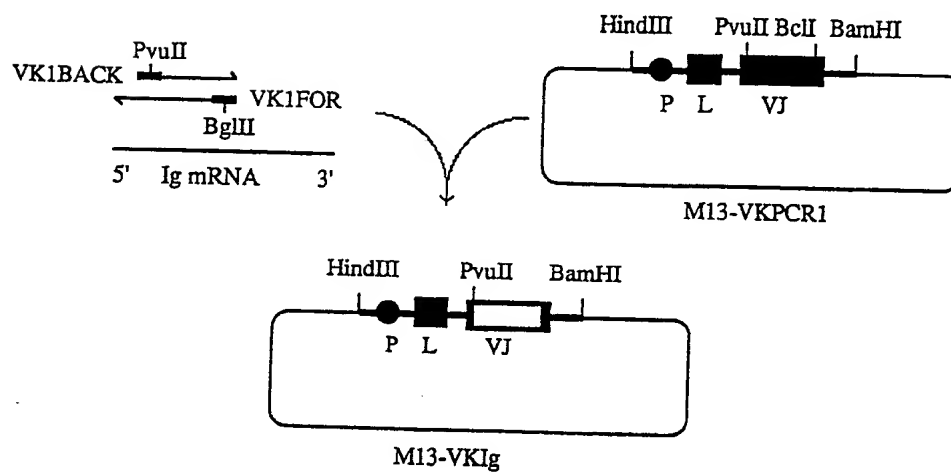 PvuII
VK1BACK
VK1FOR
BglII
5' Ig mRNA 3'
HindIII PvuII BclI BamHI
P L VJ
M13-VKPCR1
HindIII PvuII BamHI
P L VJ
M13-VKIg